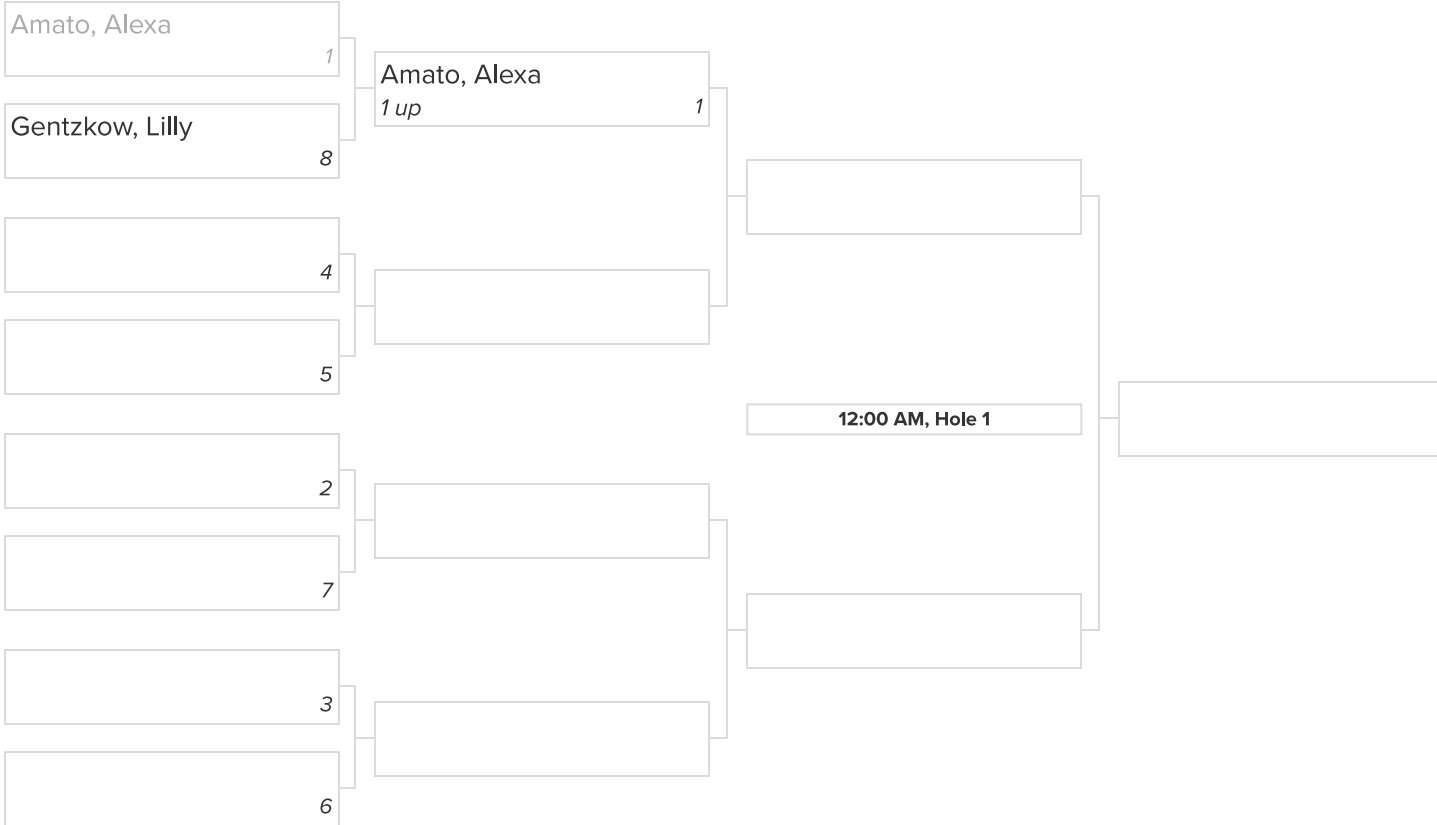 Amato, Alexa
1
Gentzkow, Lilly
8
4
5
2
7
3
6
Amato, Alexa
1 up 1
12:00 AM, Hole 1